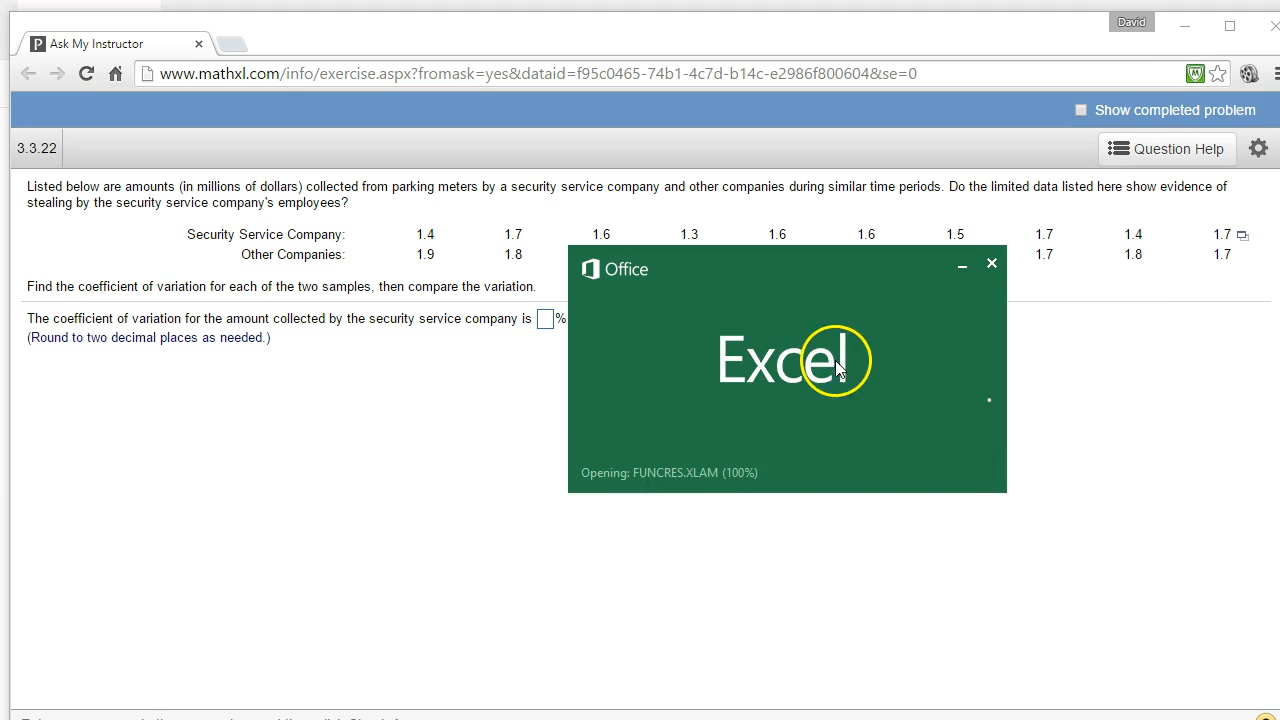 David
Ask My Instructor
www.mathxl.com/info/exercise.aspx?fromask=yes&dataid=f95c0465-74b1-4c7d-b14c-e2986f800604&se=0
Show completed problem
3.3.22
Question Help
Listed below are amounts (in millions of dollars) collected from parking meters by a security service company and other companies during similar time periods. Do the limited data listed here show evidence of
stealing by the security service company's employees?
Security Service Company: 1.4 1.7 1.6 1.3 1.6 1.6 1.5 1.7 1.4 1.7
Other Companies: 1.9 1.8 1.7 1.8 1.7
Find the coefficient of variation for each of the two samples, then compare the variation.
The coefficient of variation for the amount collected by the security service company is %
(Round to two decimal places as needed.)
Office
Excel
Opening: FUNCRES.XLAM (100%)